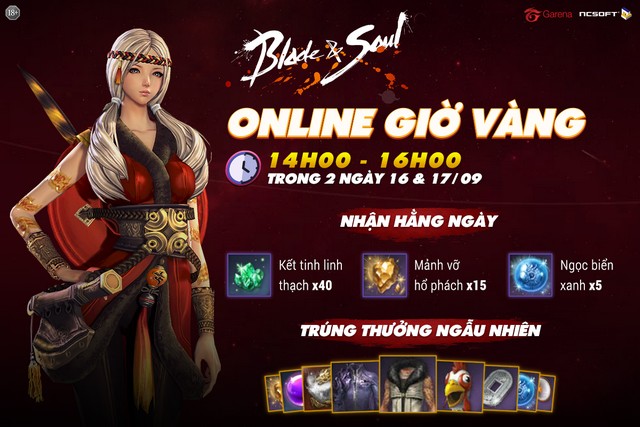 18+
Garena NCSOFT
Blade & Soul
ONLINE GIỜ VÀNG
14H00 - 16H00
TRONG 2 NGÀY 16 & 17/09
NHẬN HẰNG NGÀY
Kết tinh linh
thạch x40
Mảnh vỡ
hổ phách x15
Ngọc biển
xanh x5
TRÚNG THƯỞNG NGẪU NHIÊN